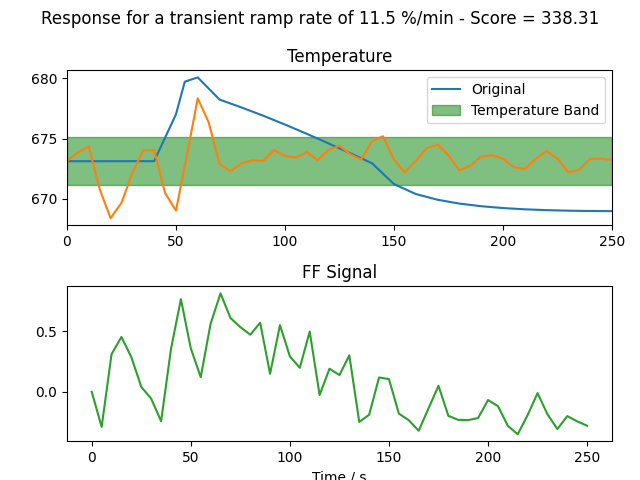 Response for a transient ramp rate of 11.5 %/min - Score = 338.31
Temperature
680
675
670
Original
Temperature Band
0 50 100 150 200 250
FF Signal
0.5
0.0
0 50 100 150 200 250
Time / s